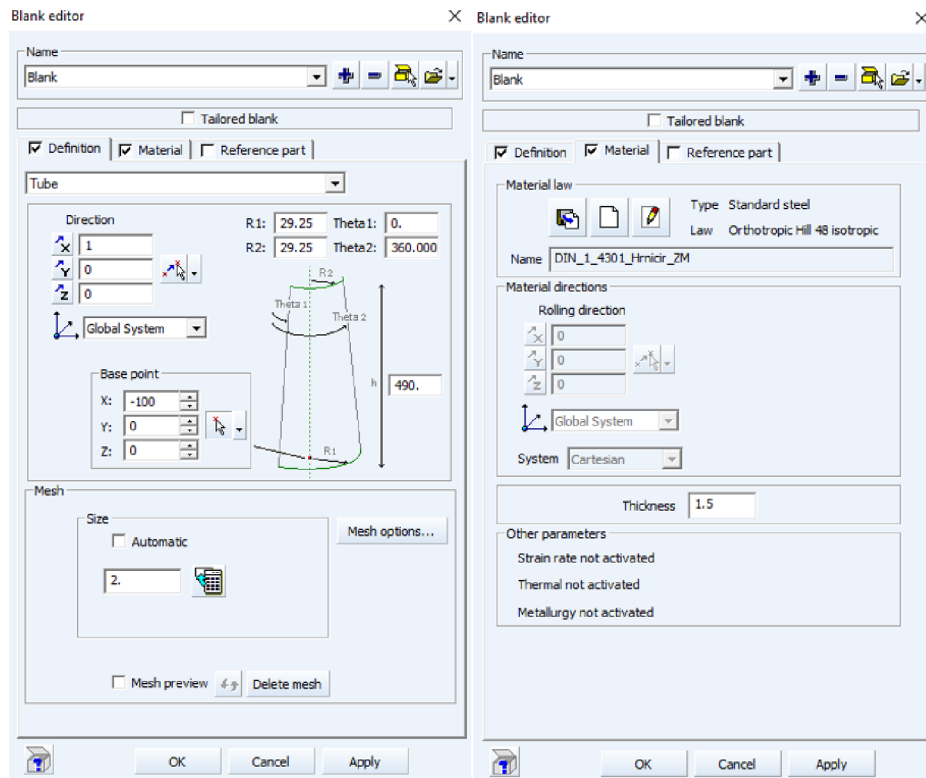 Blank editor
Name
Blank
Tailored blank
Definition Material Reference part
Tube
Direction
X 1
Y 0
Z 0
Global System
R1: 29.25 Theta1: 0.
R2: 29.25 Theta2: 360.000
R2
Theta 1
Theta 2
h 490.
R1
Base point
X: -100
Y: 0
Z: 0
Mesh
Size
Automatic
2.
Mesh options...
Mesh preview Delete mesh
OK Cancel Apply
Blank editor
Name
Blank
Tailored blank
Definition Material Reference part
Material law
Type Standard steel
Law Orthotropic Hill 48 isotropic
Name DIN_1_4301_Hrnicir_ZM
Material directions
Rolling direction
X 0
Y 0
Z 0
Global System
System Cartesian
Thickness 1.5
Other parameters
Strain rate not activated
Thermal not activated
Metallurgy not activated
OK Cancel Apply